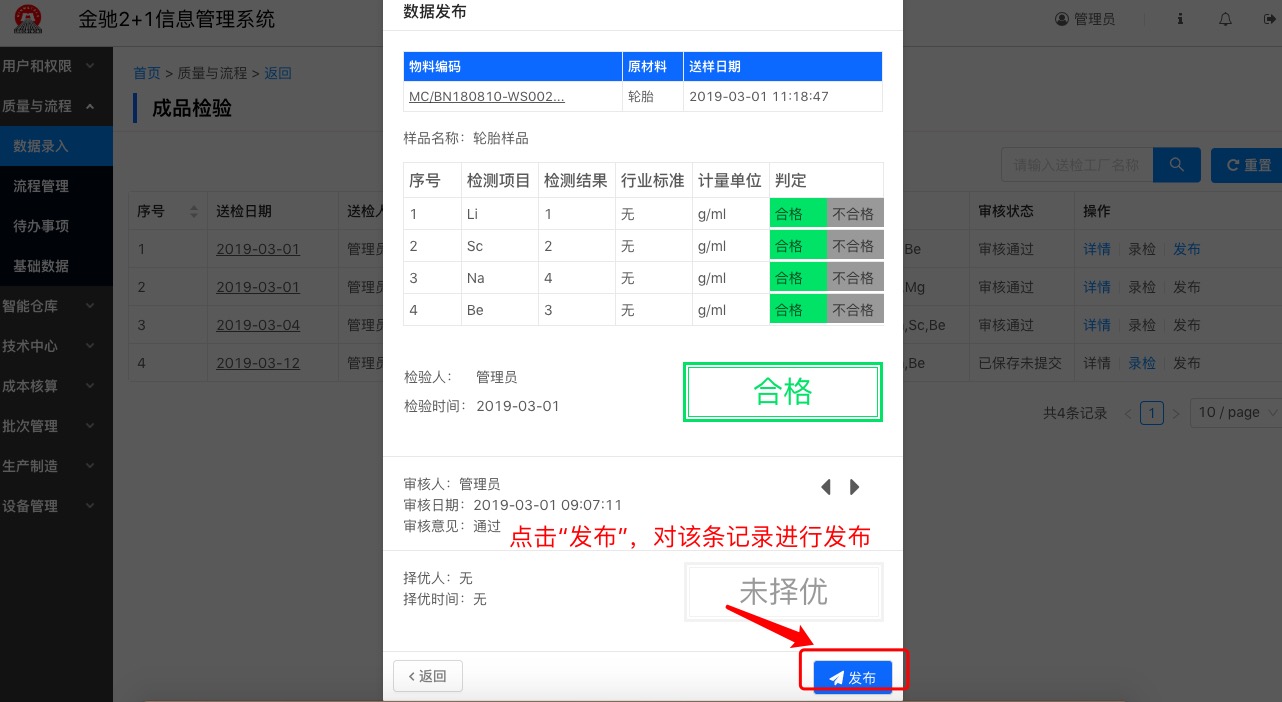 金驰2+1信息管理系统
管理员
用户和权限
质量与流程
数据录入
流程管理
待办事项
基础数据
智能仓库
技术中心
成本核算
批次管理
生产制造
设备管理
首页 > 质量与流程 > 返回
成品检验
请输入送检工厂名称
重置
序号 送检日期 送检人 审核状态 操作
1 2019-03-01 管理员 Be 审核通过 详情 录检 发布
2 2019-03-01 管理员 Mg 审核通过 详情 录检 发布
3 2019-03-04 管理员 ,Sc,Be 审核通过 详情 录检 发布
4 2019-03-12 管理员 ,Be 已保存未提交 详情 录检 发布
共4条记录 < 1 > 10 / page
数据发布
物料编码 原材料 送样日期
MC/BN180810-WS002... 轮胎 2019-03-01 11:18:47
样品名称：轮胎样品
序号 检测项目 检测结果 行业标准 计量单位 判定
1 Li 1 无 g/ml 合格 不合格
2 Sc 2 无 g/ml 合格 不合格
3 Na 4 无 g/ml 合格 不合格
4 Be 3 无 g/ml 合格 不合格
检验人： 管理员
检验时间： 2019-03-01
合格
审核人：管理员
审核日期：2019-03-01 09:07:11
审核意见：通过
点击“发布”，对该条记录进行发布
择优人：无
择优时间：无
未择优
返回
发布